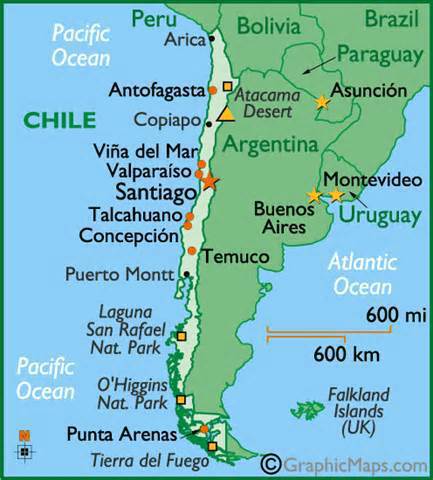 Peru
Bolivia
Brazil
Pacific
Ocean
Arica
Paraguay
Antofagasta
Atacama
Desert
Asunción
CHILE
Copiapo
Argentina
Viña del Mar
Valparaíso
Santiago
Montevideo
Buenos
Aires
Uruguay
Talcahuano
Concepción
Temuco
Puerto Montt
Atlantic
Ocean
Laguna
San Rafael
Nat. Park
600 mi
600 km
Pacific
Ocean
O'Higgins
Nat. Park
Falkland
Islands
(UK)
Punta Arenas
N
Tierra del Fuego
©GraphicMaps.com